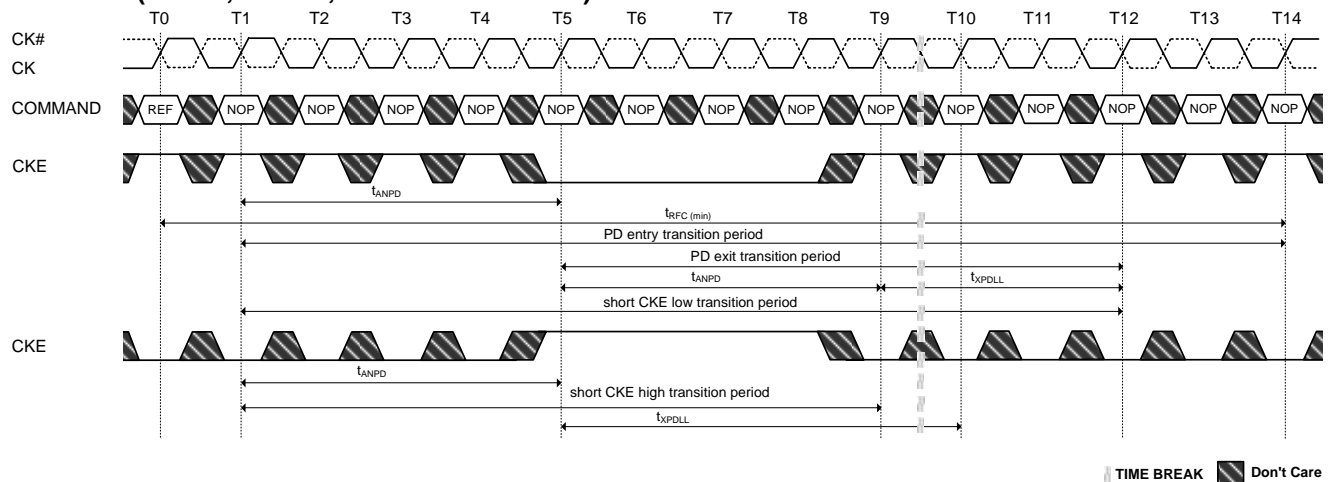 T0 T1 T2 T3 T4 T5 T6 T7 T8 T9 T10 T11 T12 T13 T14
CK#
CK
COMMAND REF NOP NOP NOP NOP NOP NOP NOP NOP NOP NOP NOP NOP NOP NOP
CKE
tANPD
tRFC (min)
PD entry transition period
PD exit transition period
tANPD tXPDLL
short CKE low transition period
CKE
tANPD
short CKE high transition period
tXPDLL
TIME BREAK Don't Care